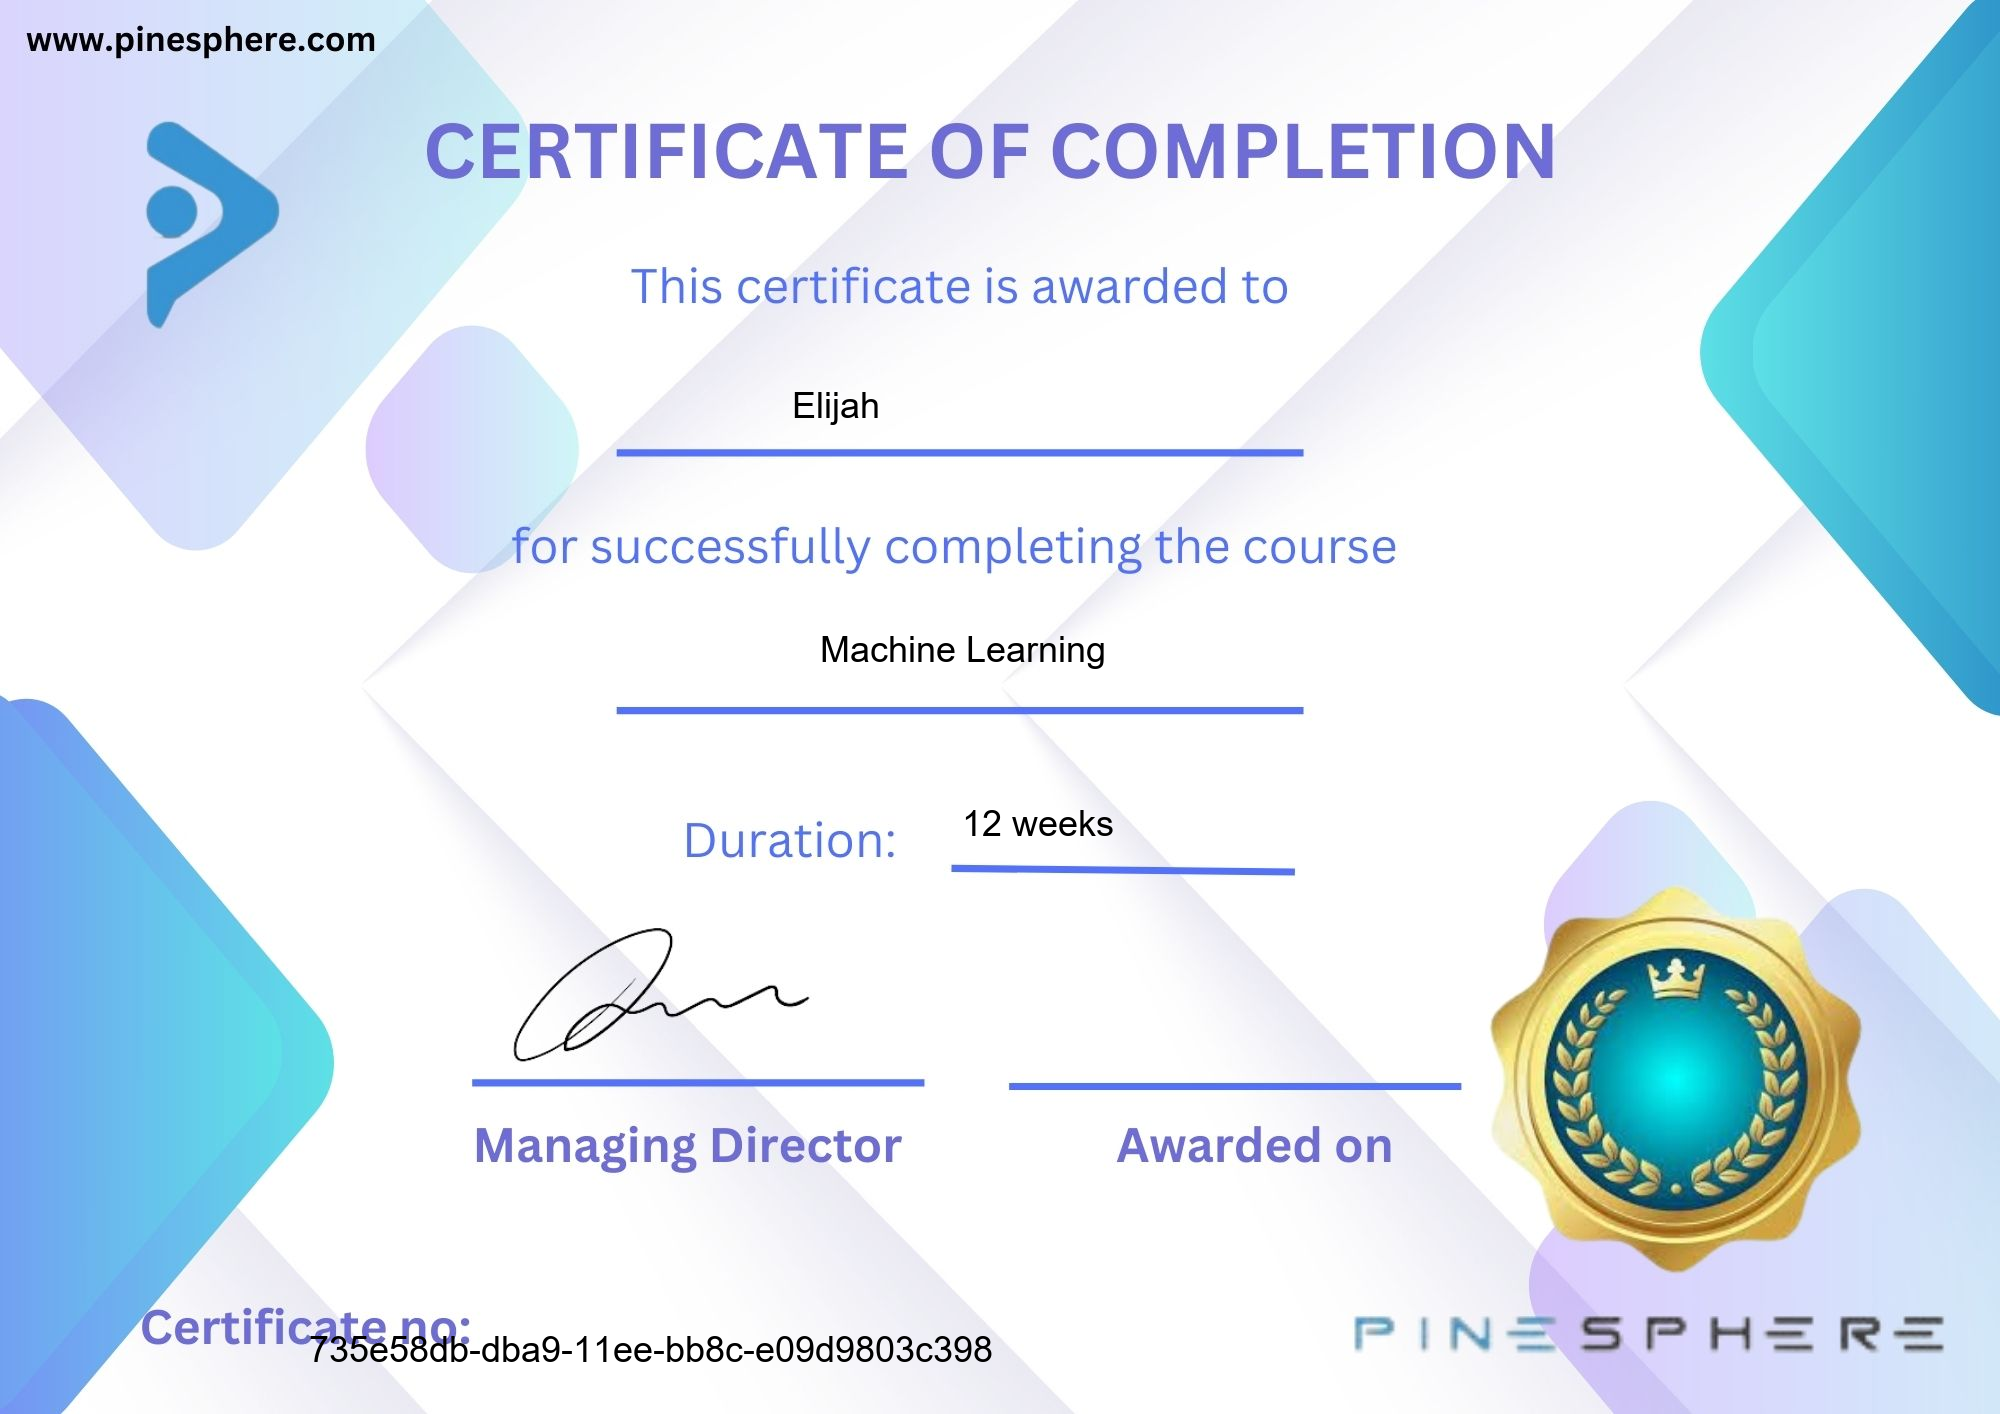 www.pinesphere.com
CERTIFICATE OF COMPLETION
This certificate is awarded to
Elijah
for successfully completing the course
Machine Learning
Duration: 12 weeks
Managing Director
Awarded on
Certificate no: 735e58db-dba9-11ee-bb8c-e09d9803c398
PINESPHERE